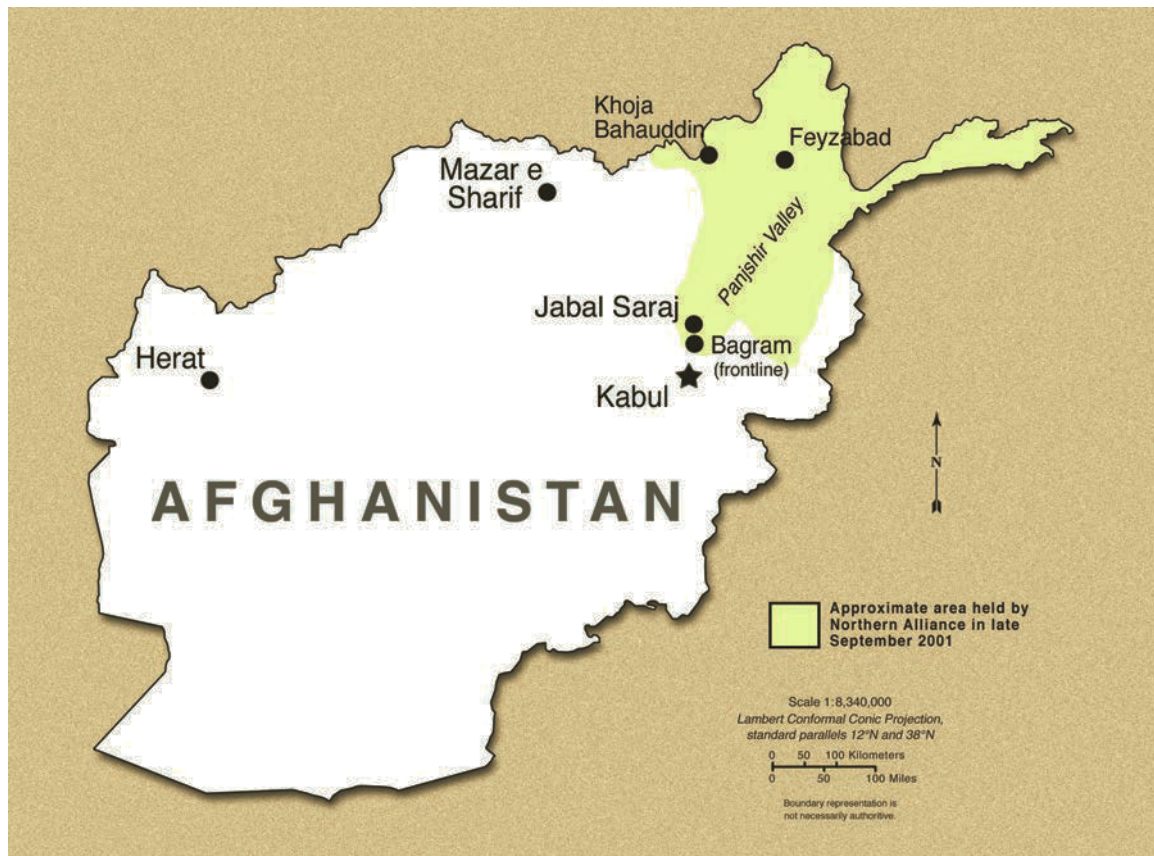 Khoja
Bahauddin
Feyzabad
Mazar e
Sharif
Panjshir Valley
Jabal Saraj
Bagram
(frontline)
Herat
Kabul
AFGHANISTAN
N
Approximate area held by
Northern Alliance in late
September 2001
Scale 1:8,340,000
Lambert Conformal Conic Projection,
standard parallels 12°N and 38°N
0 50 100 Kilometers
0 50 100 Miles
Boundary representation is
not necessarily authoritive.